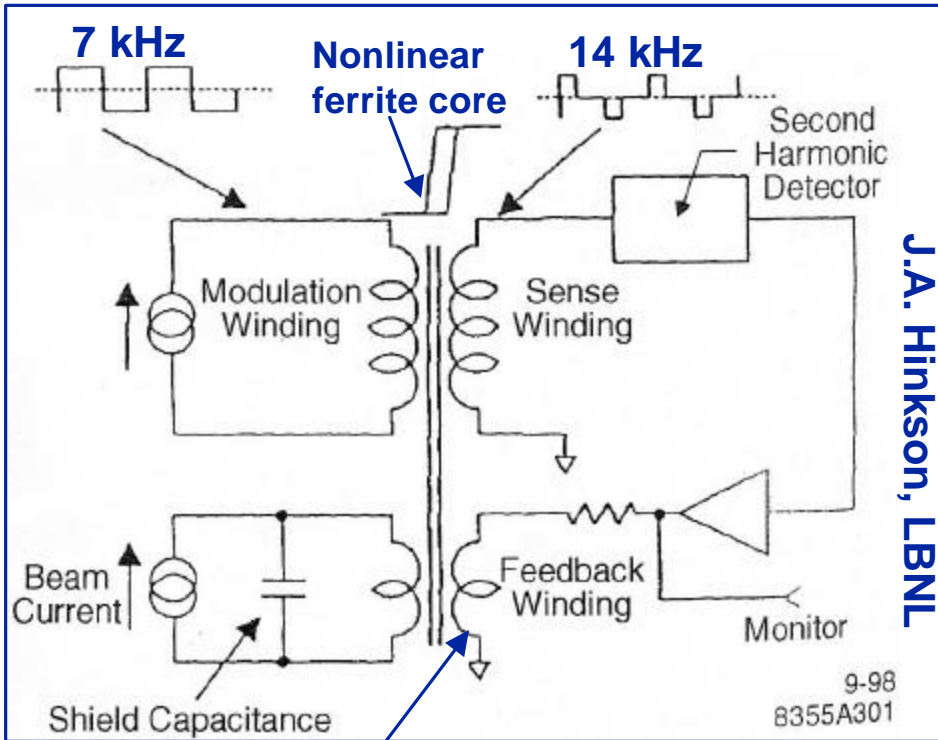 7 kHz
Nonlinear
ferrite core
14 kHz
Second
Harmonic
Detector
Modulation
Winding
Sense
Winding
J.A. Hinkson, LBNL
Beam
Current
Feedback
Winding
Monitor
Shield Capacitance
9-98
8355A301